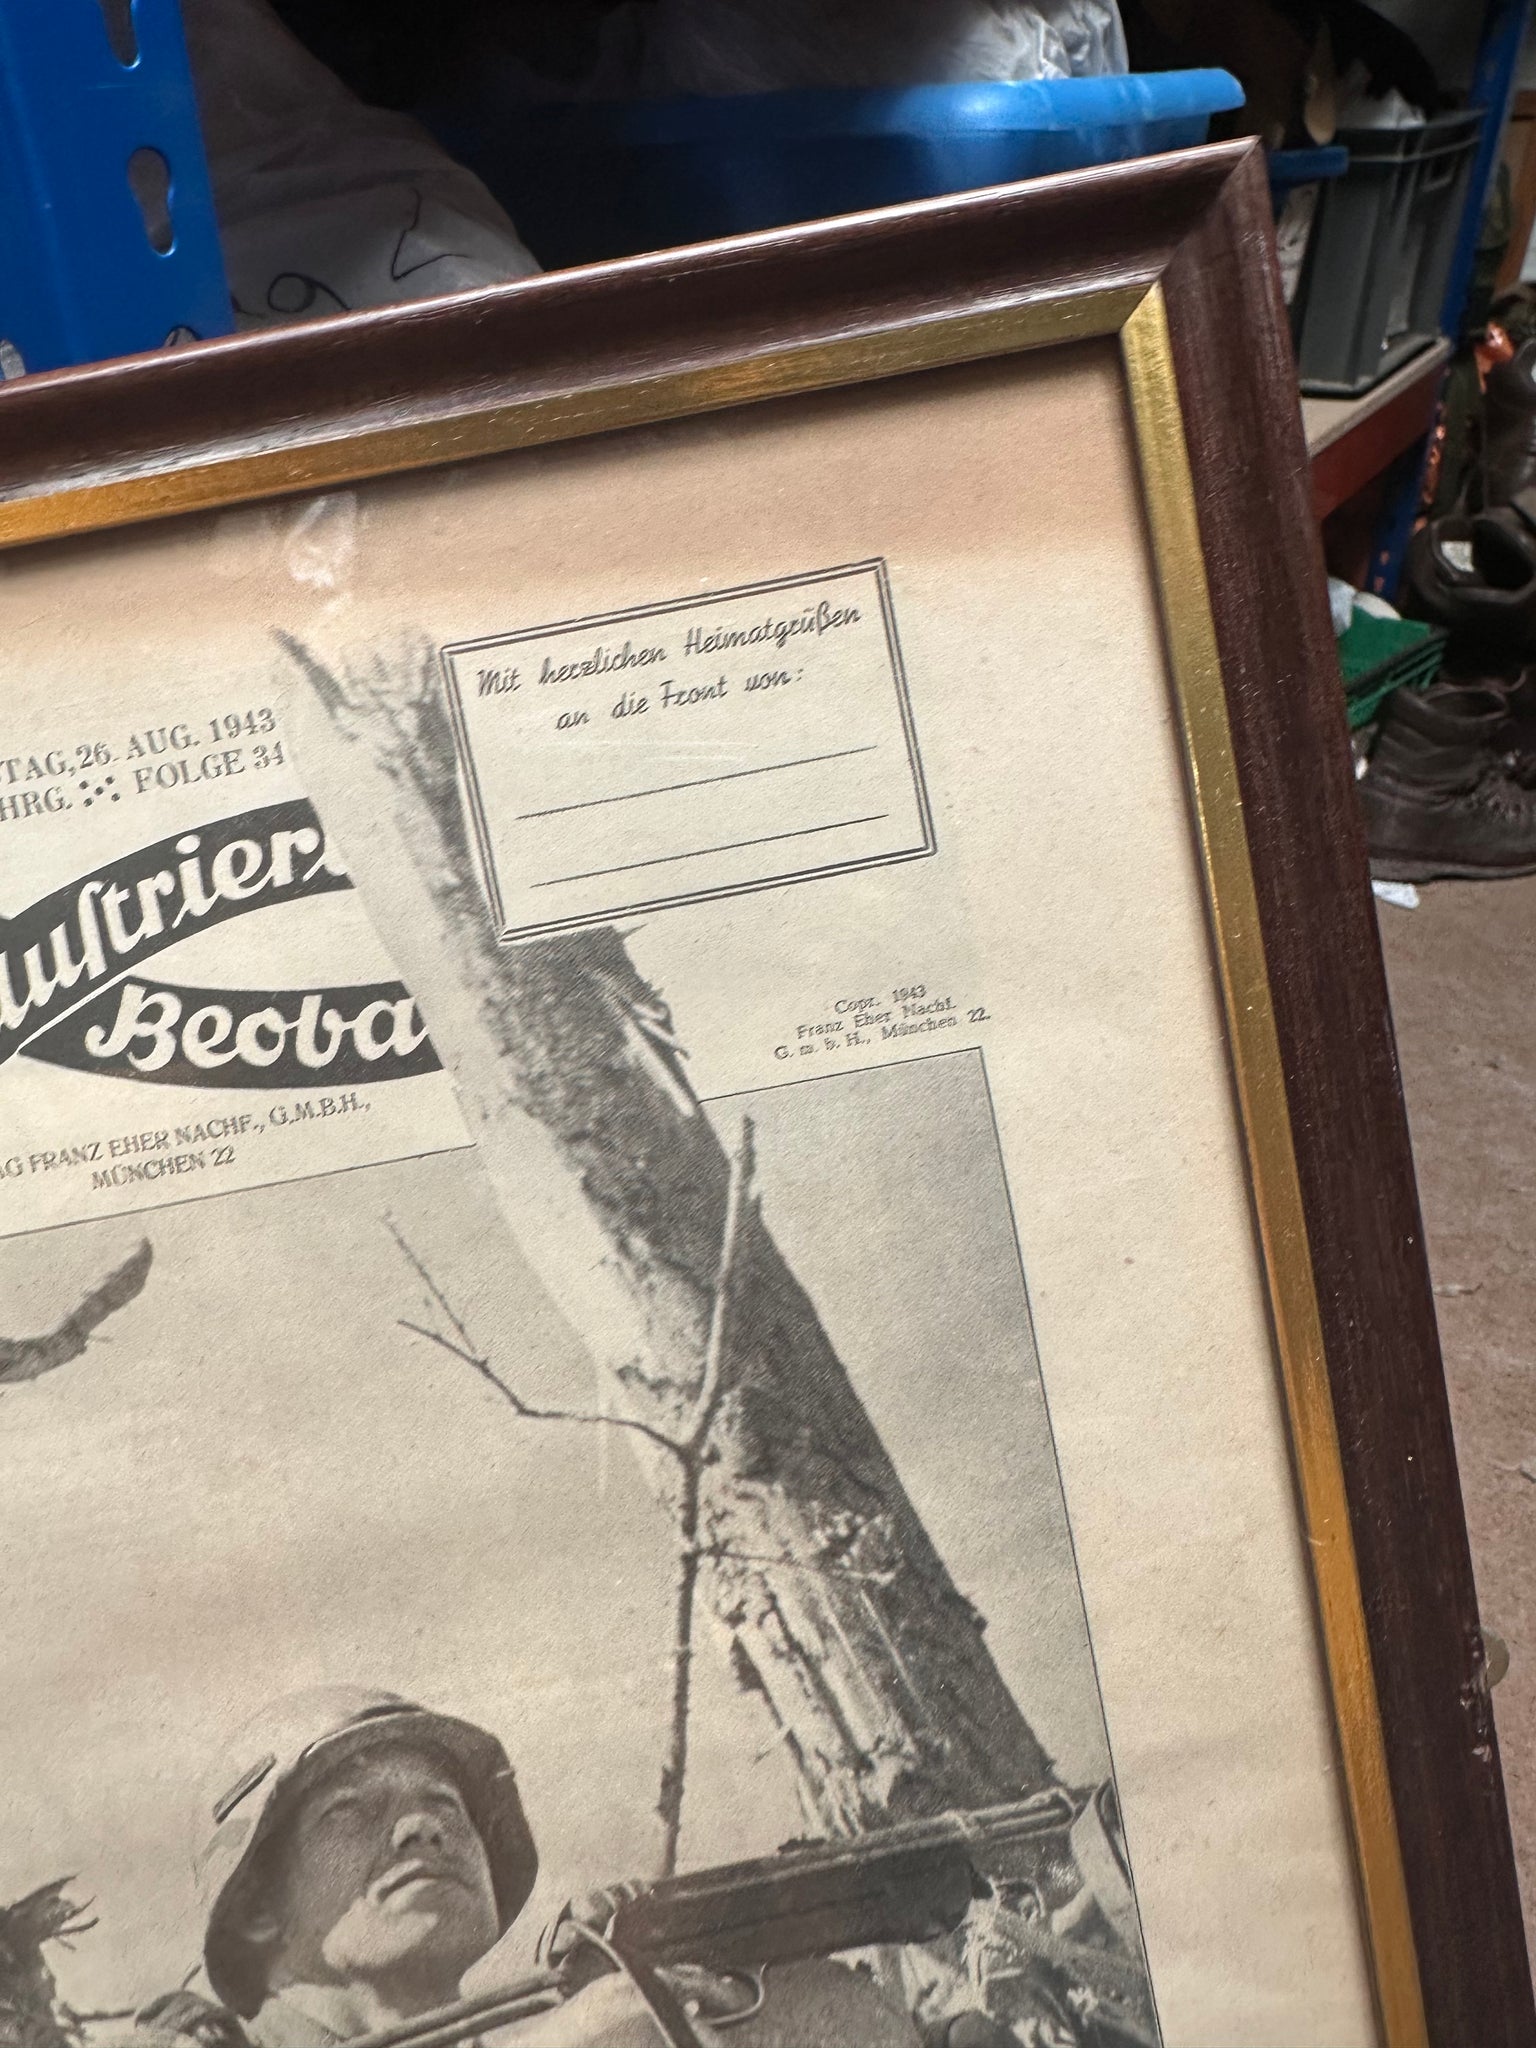 Mit herzlichen Heimatgrüßen
an die Front von:
TAG, 26. AUG. 1943
HRG. FOLGE 34
lluſtrier
Beoba
Copr. 1943
Franz Eher Nachf.
G. m. b. H., München 22.
AG FRANZ EHER NACHF., G.M.B.H.,
MÜNCHEN 22